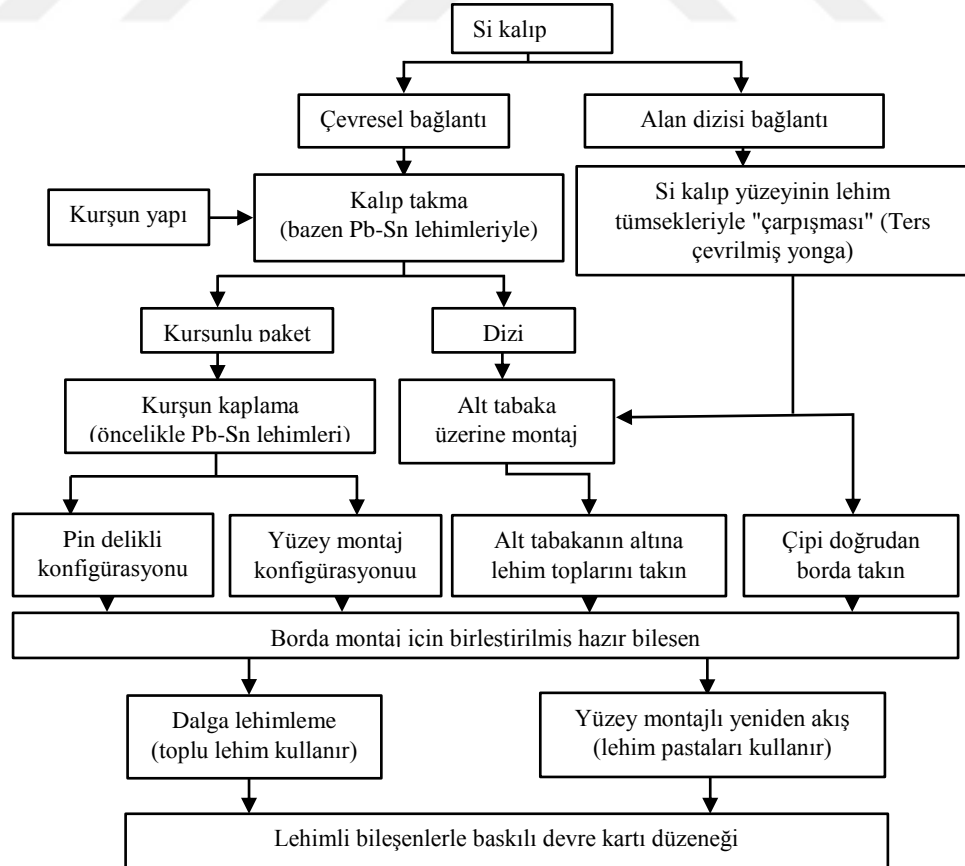 Si kalıp
Çevresel bağlantı
Alan dizisi bağlantı
Kurşun yapı
Kalıp takma
(bazen Pb-Sn lehimleriyle)
Si kalıp yüzeyinin lehim
tümsekleriyle "çarpışması" (Ters
çevrilmiş yonga)
Kursunlu paket
Dizi
Kurşun kaplama
(öncelikle Pb-Sn lehimleri)
Alt tabaka
üzerine montaj
Pin delikli
konfigürasyonu
Yüzey montaj
konfigürasyonuu
Alt tabakanın altına
lehim toplarını takın
Çipi doğrudan
borda takın
Borda montaj için birlestirilmis hazır bilesen
Dalga lehimleme
(toplu lehim kullanır)
Yüzey montajlı yeniden akış
(lehim pastaları kullanır)
Lehimli bileşenlerle baskılı devre kartı düzeneği